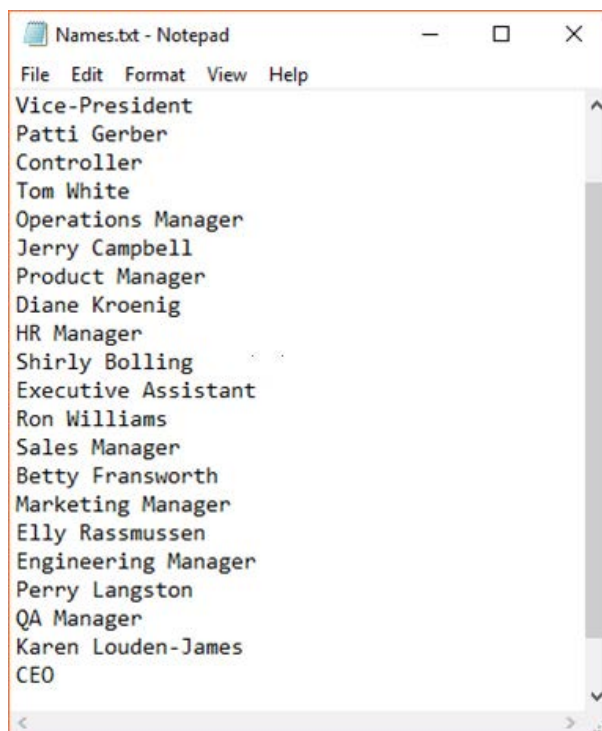 Names.txt - Notepad
File Edit Format View Help
Vice-President
Patti Gerber
Controller
Tom White
Operations Manager
Jerry Campbell
Product Manager
Diane Kroenig
HR Manager
Shirly Bolling
Executive Assistant
Ron Williams
Sales Manager
Betty Fransworth
Marketing Manager
Elly Rassmussen
Engineering Manager
Perry Langston
QA Manager
Karen Louden-James
CEO